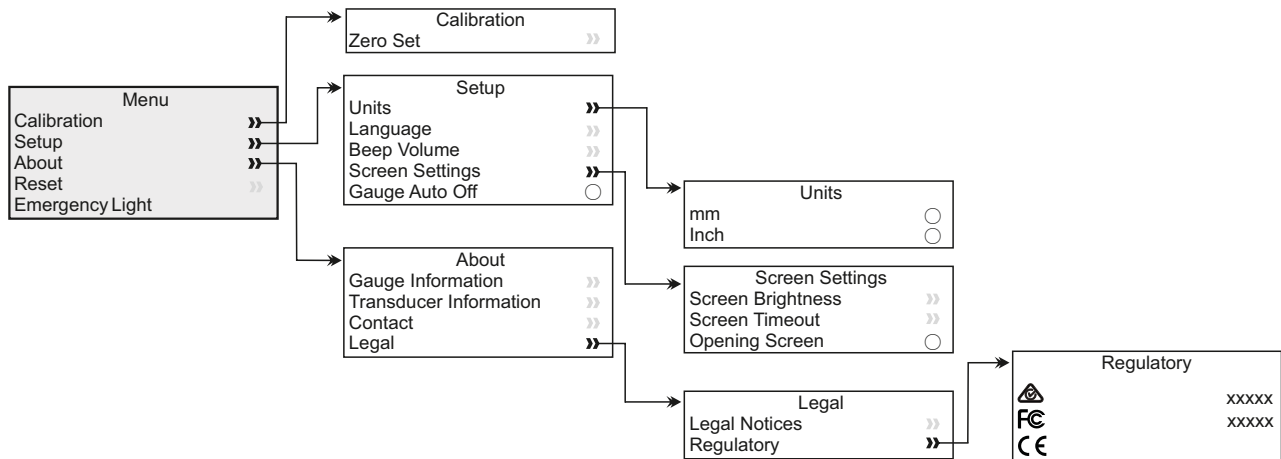 Calibration
Zero Set
Menu
Calibration
Setup
About
Reset
Emergency Light
Setup
Units
Language
Beep Volume
Screen Settings
Gauge Auto Off
Units
mm
Inch
About
Gauge Information
Transducer Information
Contact
Legal
Screen Settings
Screen Brightness
Screen Timeout
Opening Screen
Legal
Legal Notices
Regulatory
Regulatory
xxxxx
FC xxxxx
CE